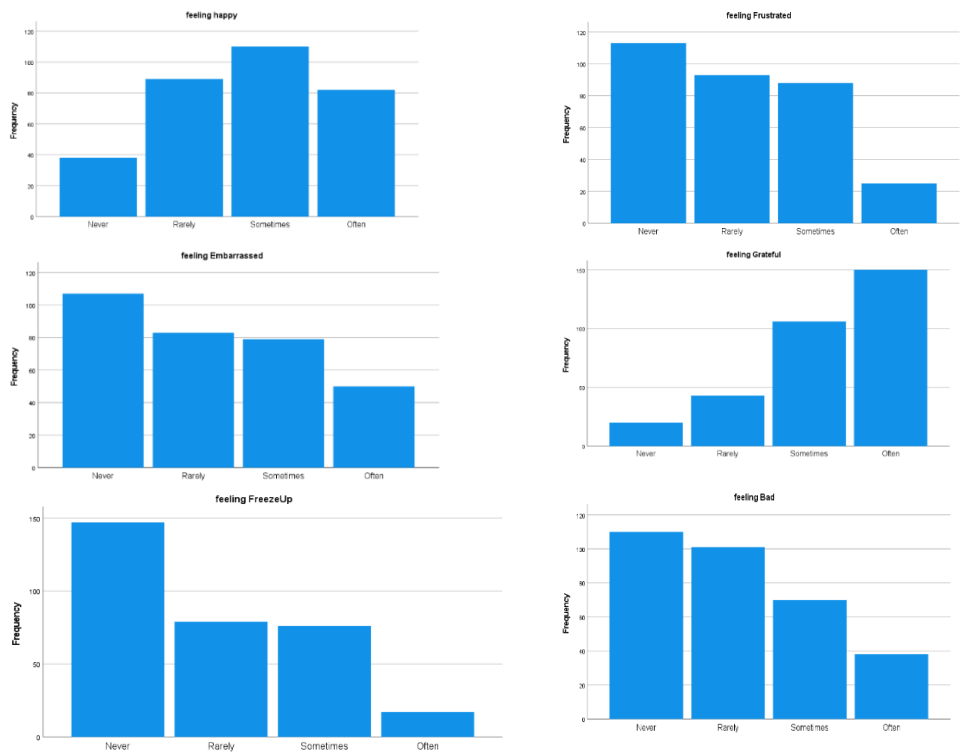 feeling happy
Frequency
120
100
80
60
40
20
0
Never Rarely Sometimes Often
feeling Frustrated
Frequency
120
100
80
60
40
20
0
Never Rarely Sometimes Often
feeling Embarrassed
Frequency
120
100
80
60
40
20
0
Never Rarely Sometimes Often
feeling Grateful
Frequency
150
100
50
0
Never Rarely Sometimes Often
feeling FreezeUp
Frequency
150
100
50
0
Never Rarely Sometimes Often
feeling Bad
Frequency
120
100
80
60
40
20
0
Never Rarely Sometimes Often